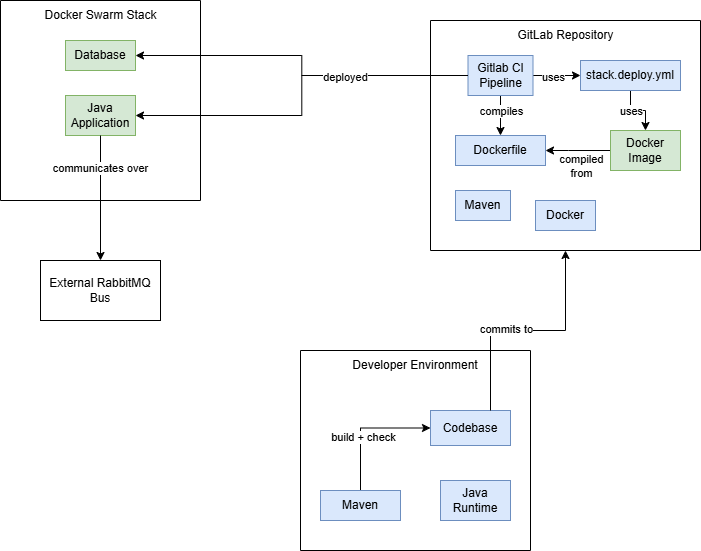 Docker Swarm Stack
Database
Java
Application
communicates over
External RabbitMQ
Bus
deployed
GitLab Repository
Gitlab CI
Pipeline
uses
stack.deploy.yml
compiles
uses
Dockerfile
compiled
from
Docker
Image
Maven
Docker
commits to
Developer Environment
Codebase
build + check
Maven
Java
Runtime